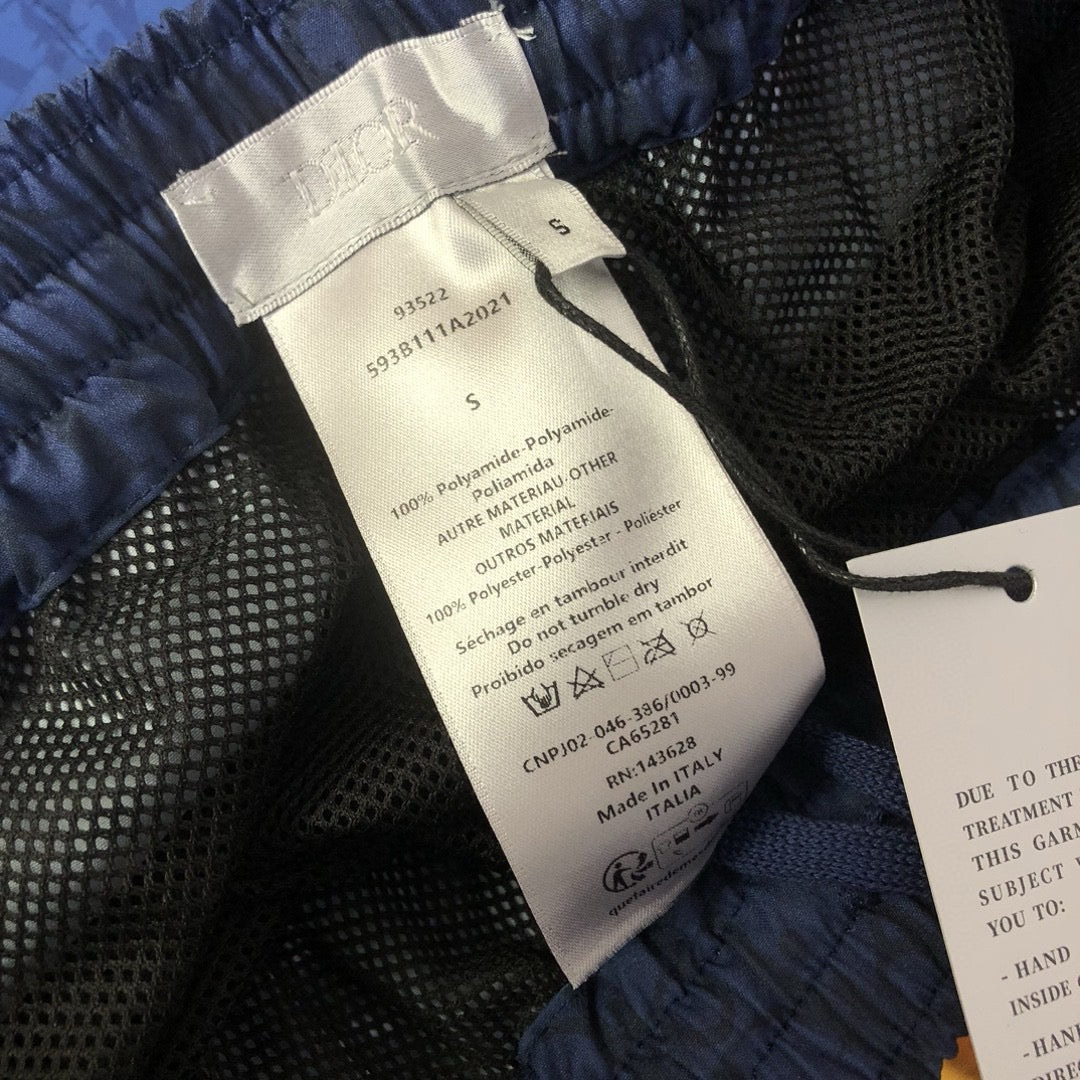 DIOR
S
93522
593B111A2021
S
100% Polyamide-Polyamide-
Poliamida
AUTRE MATERIAU-OTHER
MATERIAL
OUTROS MATERIAIS
100% Polyester-Polyester - Poliéster
Séchage en tambour interdit
Do not tumble dry
Proibido secagem em tambor
CNPJ02-046-386/0003-99
CA65281
RN:143628
Made In ITALY
ITALIA
DUE TO THE
TREATMENT
THIS
SUBJECT
YOU TO:
- HAND
INSIDE